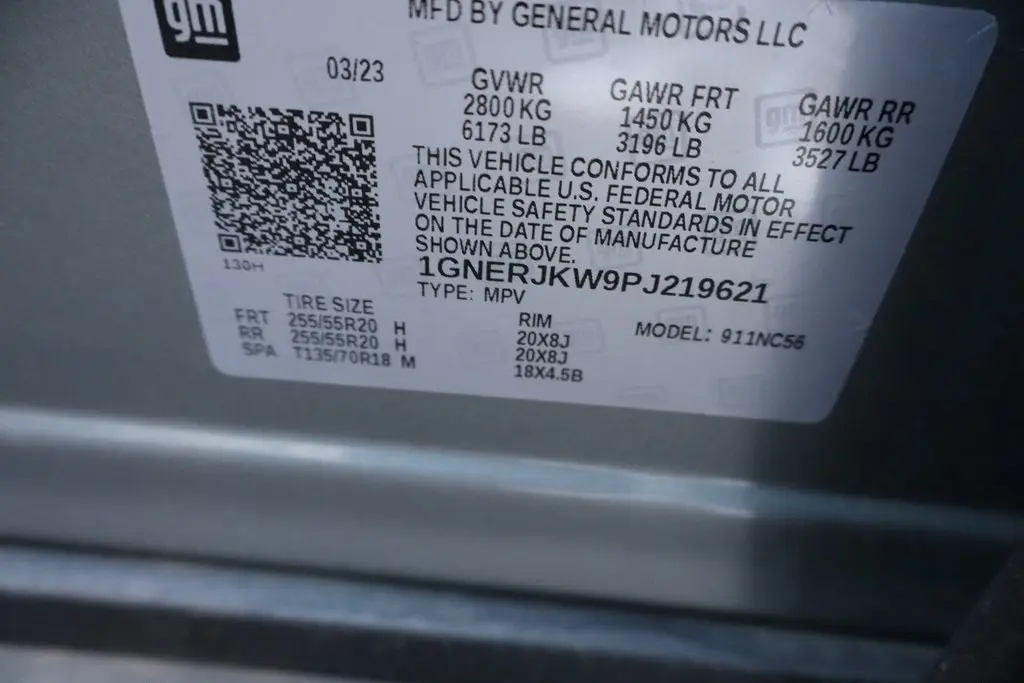 gm
MFD BY GENERAL MOTORS LLC
03/23
GVWR
2800 KG
6173 LB
GAWR FRT
1450 KG
3196 LB
GAWR RR
1600 KG
3527 LB
THIS VEHICLE CONFORMS TO ALL
APPLICABLE U.S. FEDERAL MOTOR
VEHICLE SAFETY STANDARDS IN EFFECT
ON THE DATE OF MANUFACTURE
SHOWN ABOVE.
130H
1GNERJKW9PJ219621
TYPE: MPV
TIRE SIZE
RIM
MODEL: 911NC56
FRT 255/55R20 H 20X8J
RR 255/55R20 H 20X8J
SPA T135/70R18 M 18X4.5B